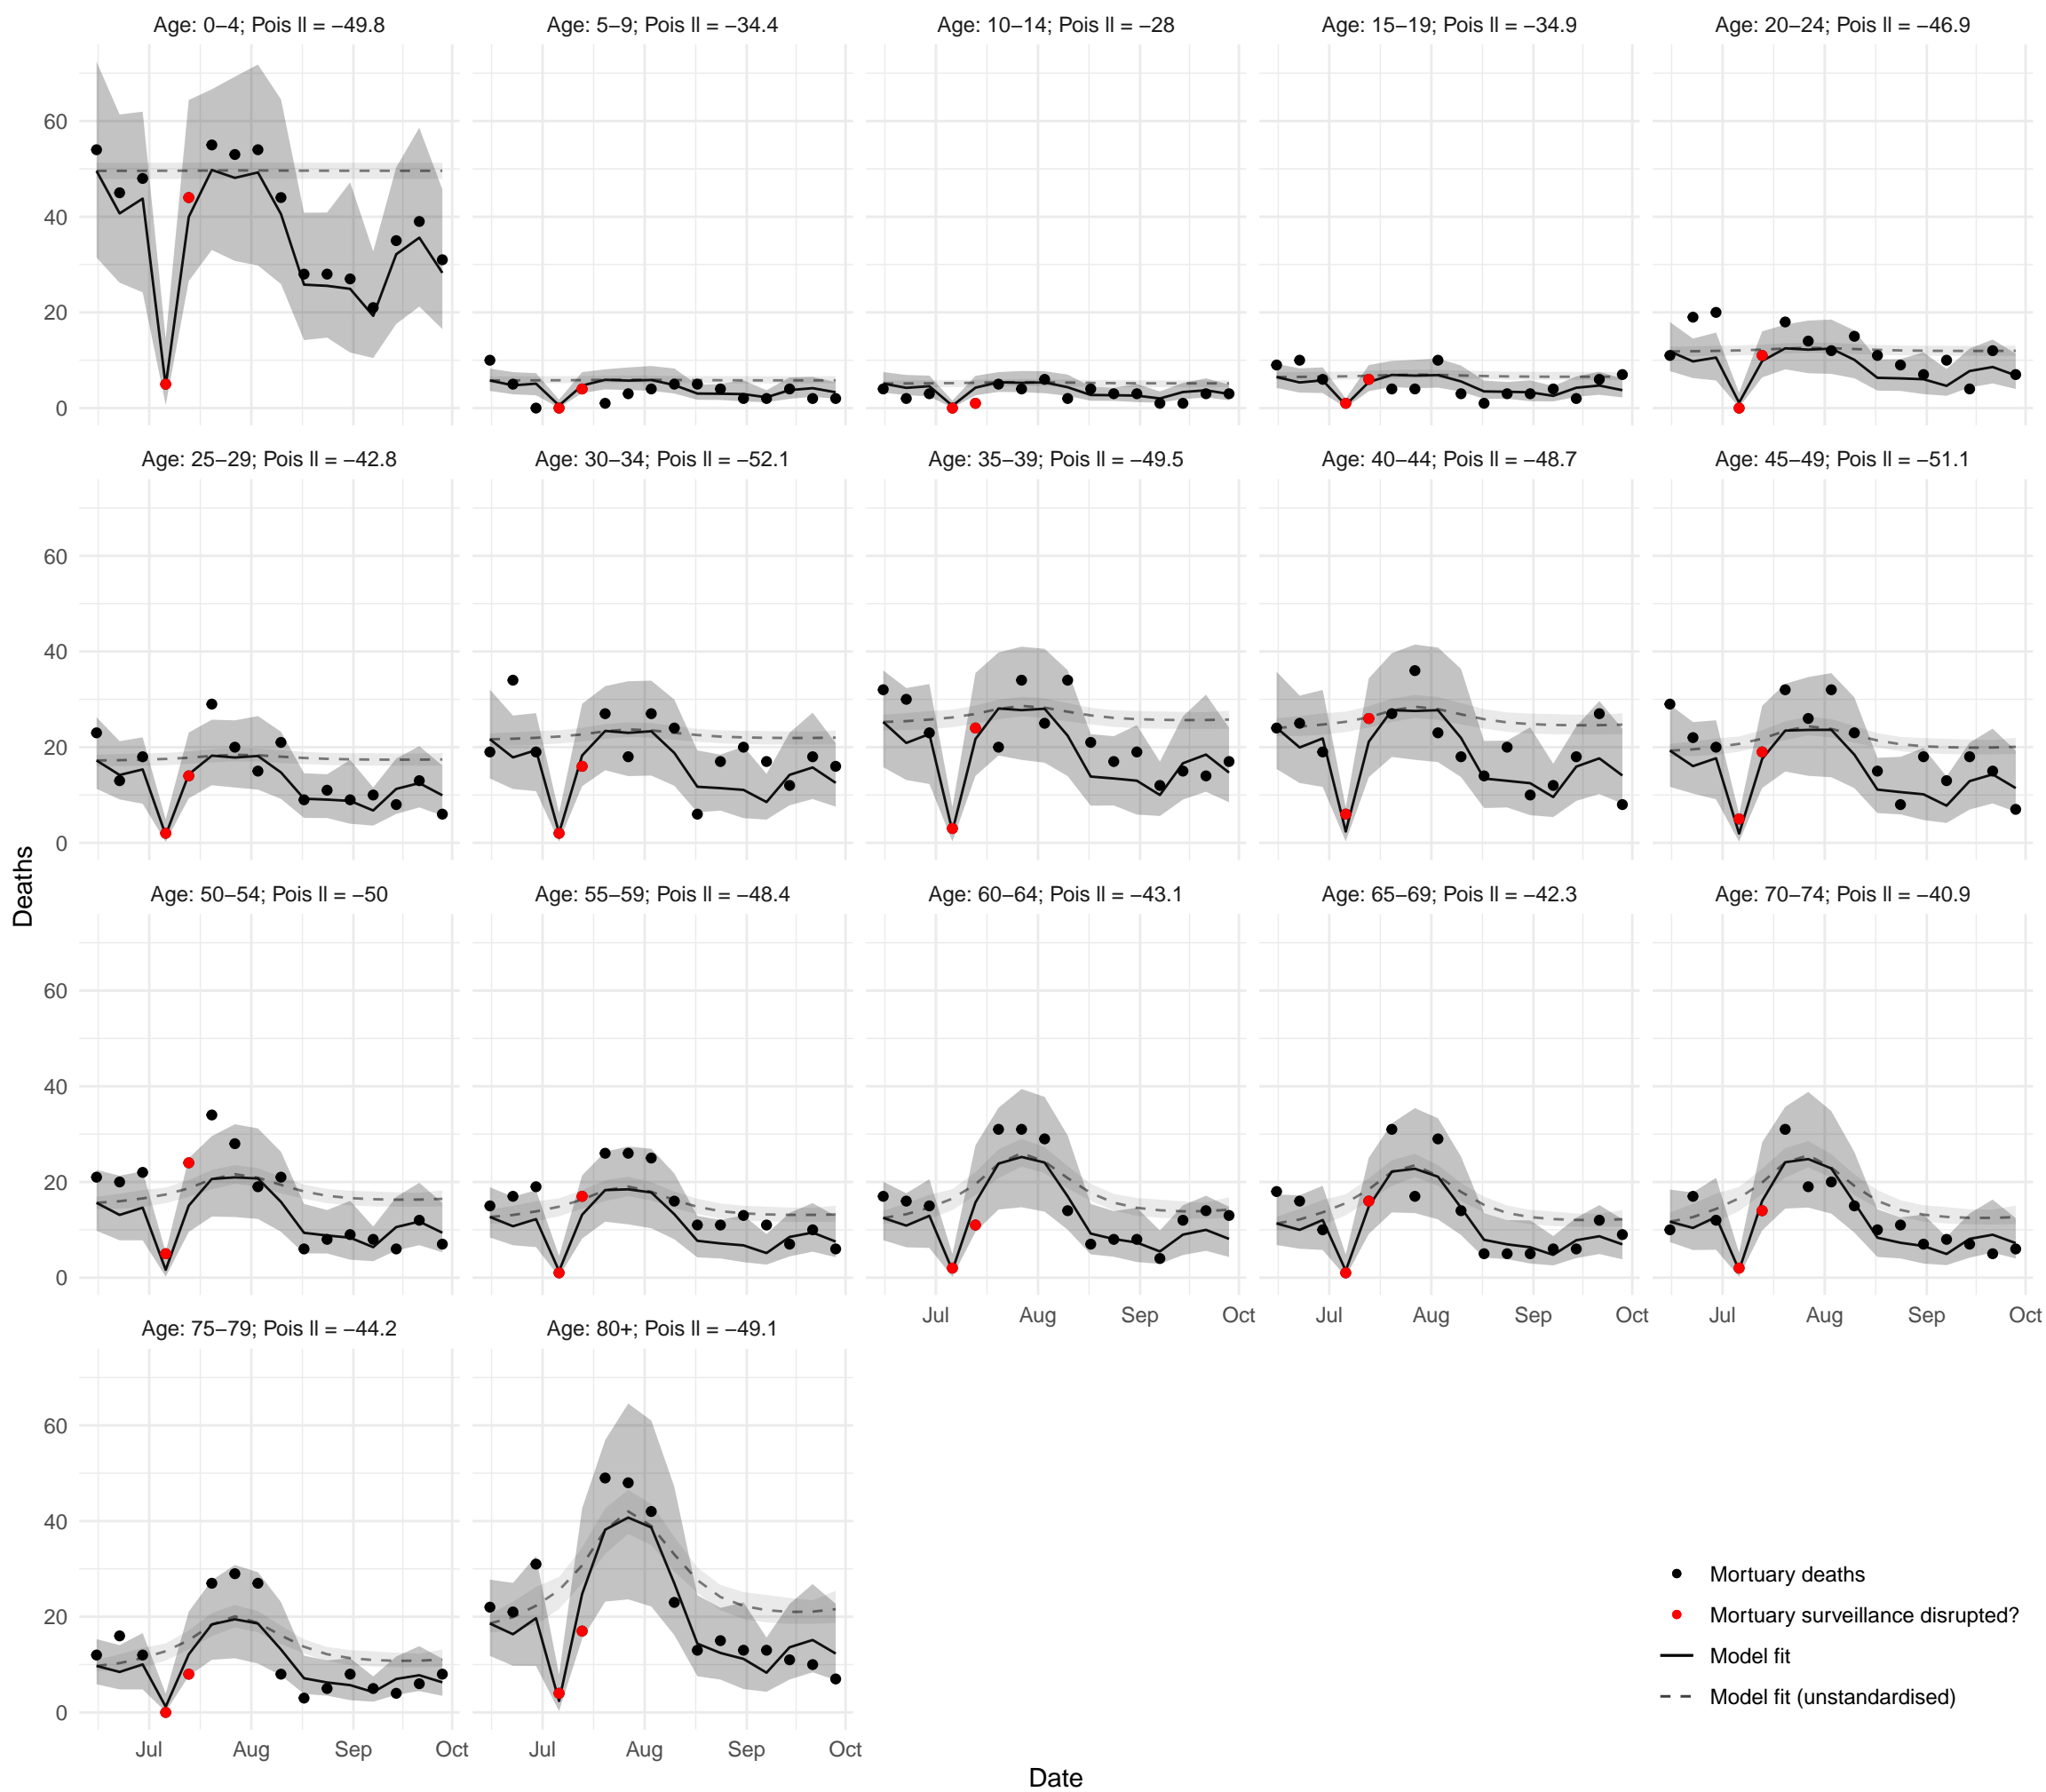 Age: 0−4; Pois ll = −49.8
Age: 5−9; Pois ll = −34.4
Age: 10−14; Pois ll = −28
Age: 15−19; Pois ll = −34.9
Age: 20−24; Pois ll = −46.9
60
40
20
0
Age: 25−29; Pois ll = −42.8
Age: 30−34; Pois ll = −52.1
Age: 35−39; Pois ll = −49.5
Age: 40−44; Pois ll = −48.7
Age: 45−49; Pois ll = −51.1
60
40
20
0
Deaths
Age: 50−54; Pois ll = −50
Age: 55−59; Pois ll = −48.4
Age: 60−64; Pois ll = −43.1
Age: 65−69; Pois ll = −42.3
Age: 70−74; Pois ll = −40.9
60
40
20
0
Jul Aug Sep Oct
Jul Aug Sep Oct
Jul Aug Sep Oct
Age: 75−79; Pois ll = −44.2
Age: 80+; Pois ll = −49.1
60
40
20
0
Jul Aug Sep Oct
Jul Aug Sep Oct
Mortuary deaths
Mortuary surveillance disrupted?
Model fit
Model fit (unstandardised)
Date